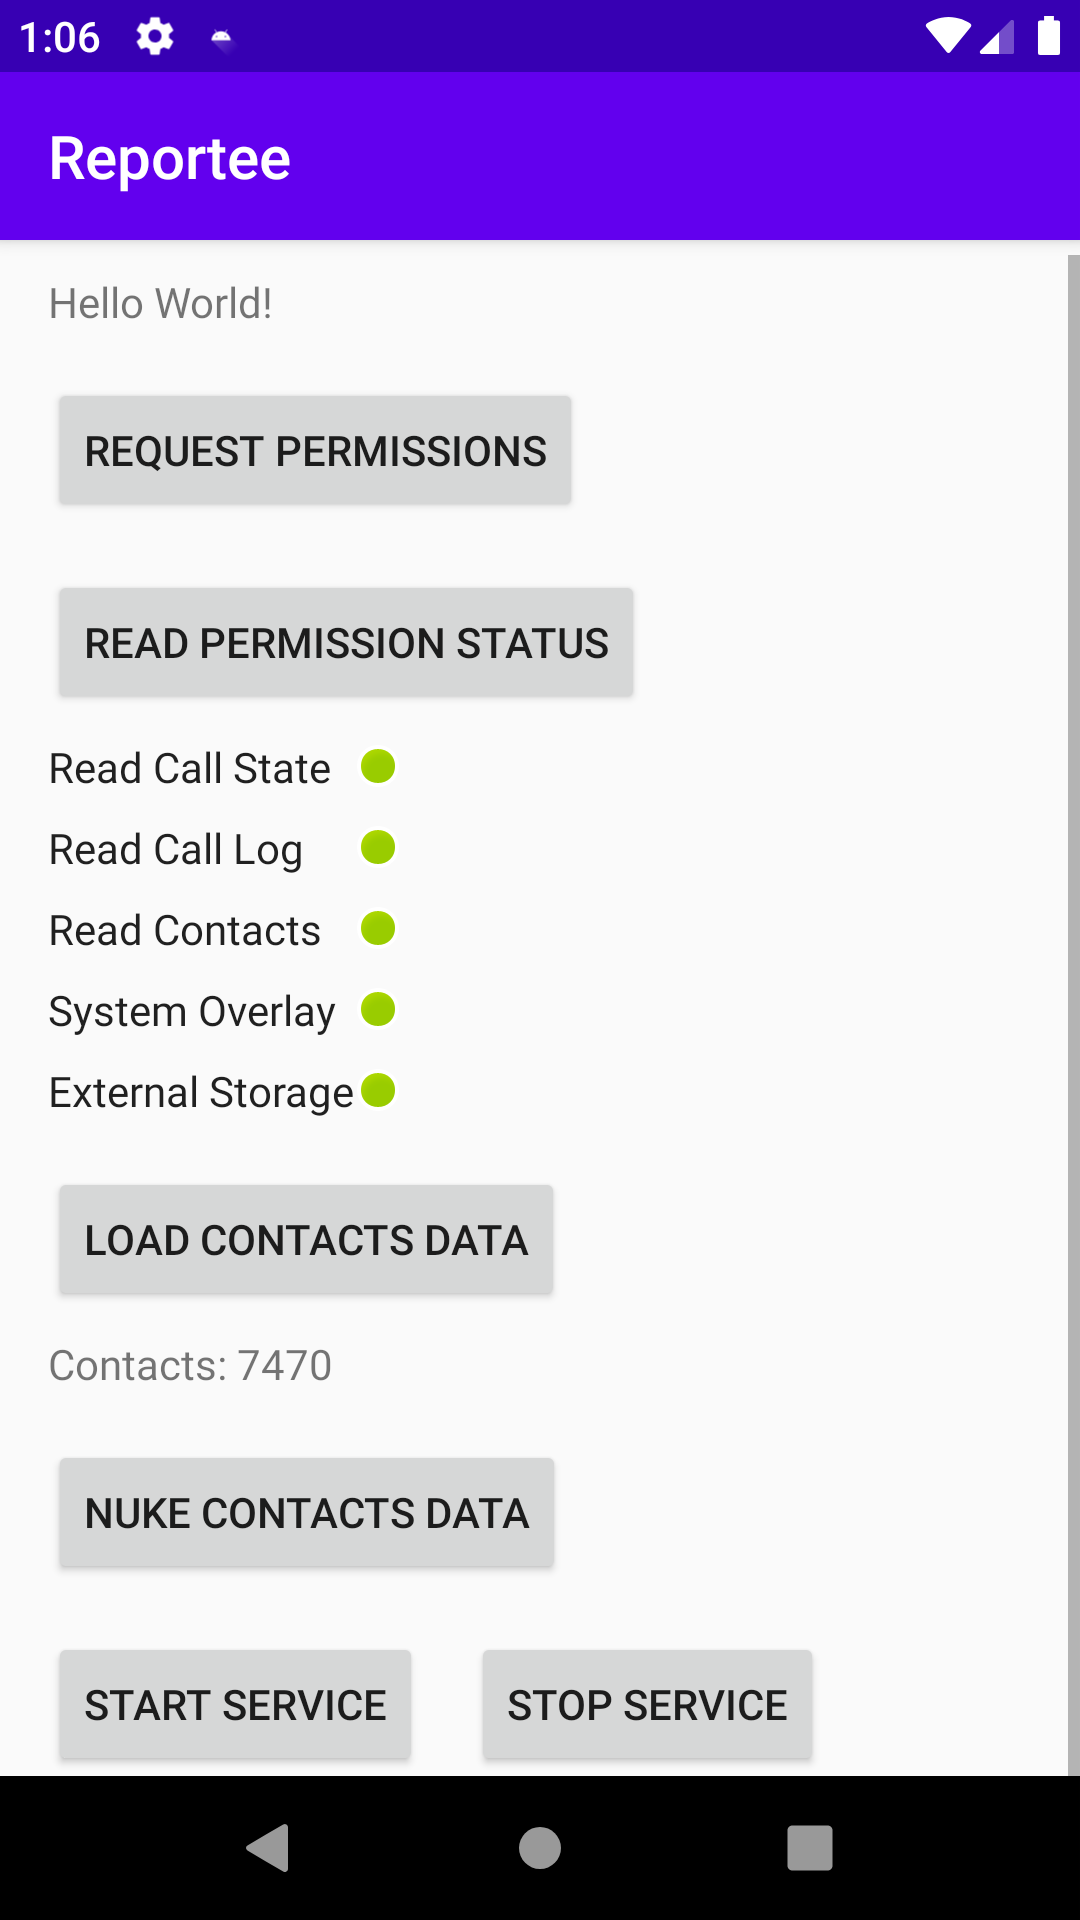 1:06
Reportee
Hello World!
REQUEST PERMISSIONS
READ PERMISSION STATUS
Read Call State
Read Call Log
Read Contacts
System Overlay
External Storage
LOAD CONTACTS DATA
Contacts: 7470
NUKE CONTACTS DATA
START SERVICE STOP SERVICE